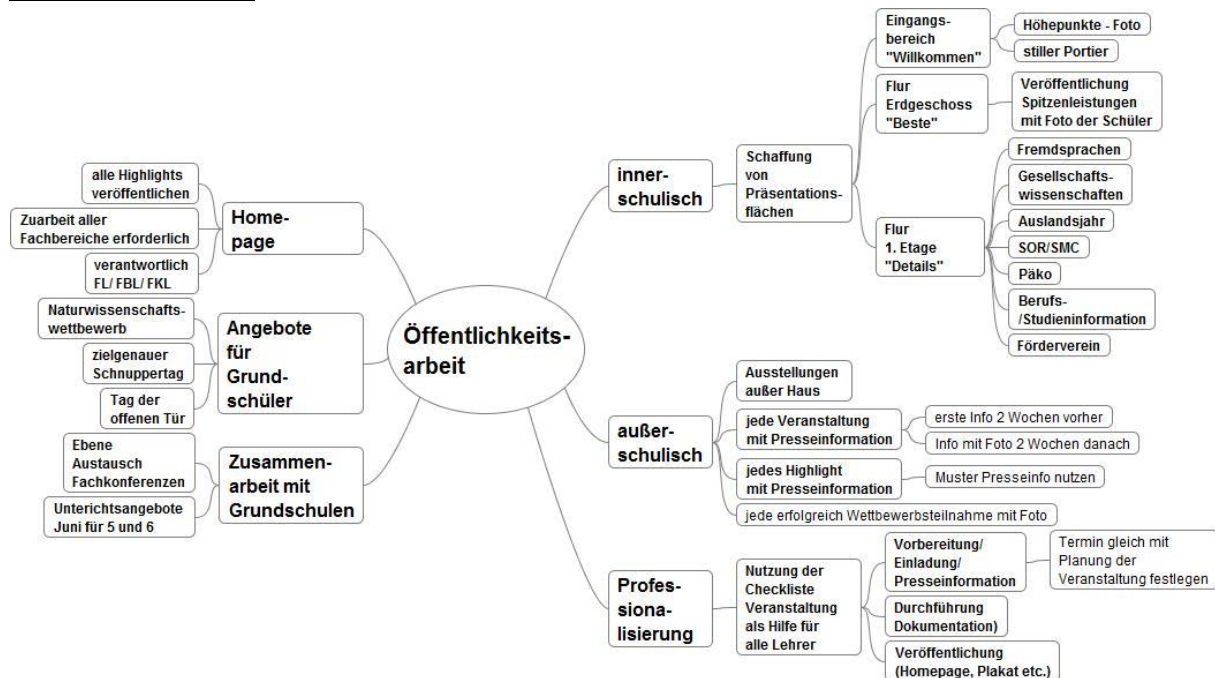 Öffentlichkeits-
arbeit
Home-
page
alle Highlights
veröffentlichen
Zuarbeit aller
Fachbereiche erforderlich
verantwortlich
FL/ FBL/ FKL
Angebote
für
Grund-
schüler
Naturwissenschafts-
wettbewerb
zielgenauer
Schnuppertag
Tag der
offenen Tür
Zusammen-
arbeit mit
Grundschulen
Ebene
Austausch
Fachkonferenzen
Unterichtsangebote
Juni für 5 und 6
inner-
schulisch
Schaffung
von
Präsentations-
flächen
Eingangs-
bereich
"Willkommen"
Höhepunkte - Foto
stiller Portier
Flur
Erdgeschoss
"Beste"
Veröffentlichung
Spitzenleistungen
mit Foto der Schüler
Flur
1. Etage
"Details"
Fremdsprachen
Gesellschafts-
wissenschaften
Auslandsjahr
SOR/SMC
Päko
Berufs-
/Studieninformation
Förderverein
außer-
schulisch
Ausstellungen
außer Haus
jede Veranstaltung
mit Presseinformation
erste Info 2 Wochen vorher
Info mit Foto 2 Wochen danach
jedes Highlight
mit Presseinformation
Muster Presseinfo nutzen
jede erfolgreich Wettbewerbsteilnahme mit Foto
Profes-
siona-
lisierung
Nutzung der
Checkliste
Veranstaltung
als Hilfe für
alle Lehrer
Vorbereitung/
Einladung/
Presseinformation
Termin gleich mit
Planung der
Veranstaltung festlegen
Durchführung
Dokumentation)
Veröffentlichung
(Homepage, Plakat etc.)